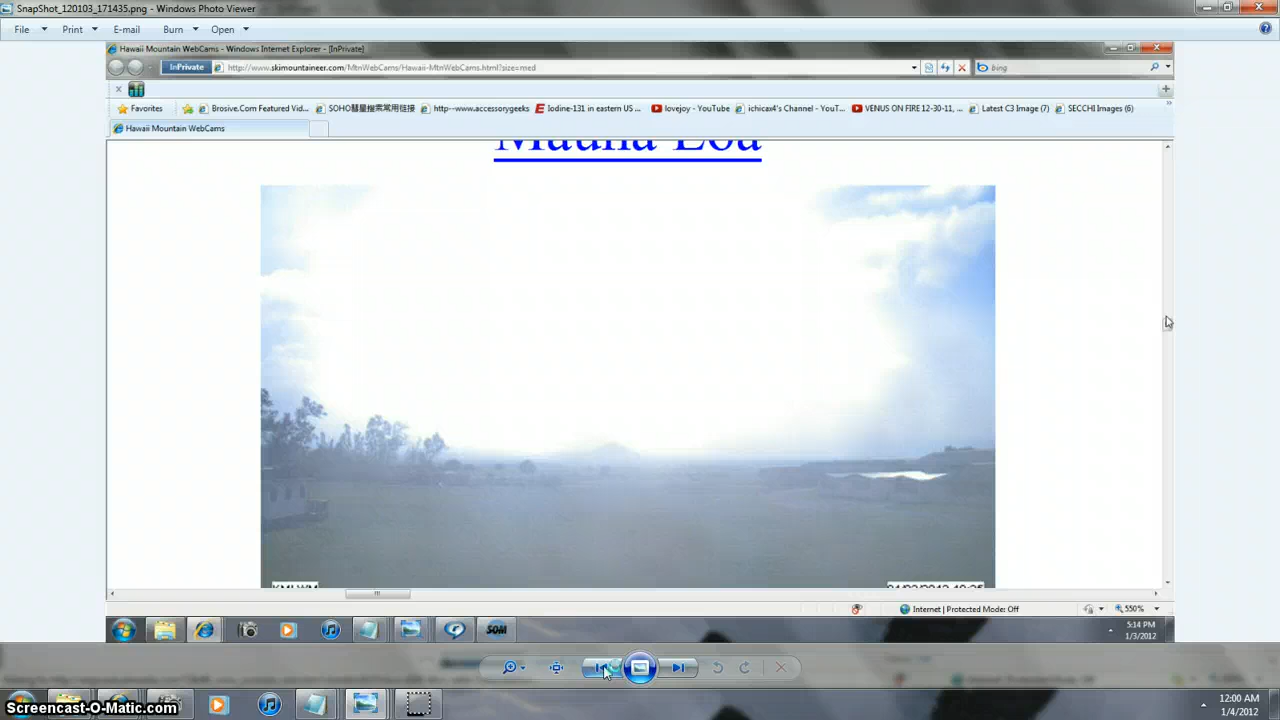 SnapShot_120103_171435.png - Windows Photo Viewer
File Print E-mail Burn Open
Hawaii Mountain WebCams - Windows Internet Explorer - [InPrivate]
InPrivate http://www.skimountaineer.com/MtnWebCams/Hawaii-MtnWebCams.html?size=med bing
Favorites Brosive.Com Featured Vid... SOHO彗星搜索常用链接 http--www.accessorygeeks Iodine-131 in eastern US ... lovejoy - YouTube ichicax4's Channel - YouT... VENUS ON FIRE 12-30-11, ... Latest C3 Image (7) SECCHI Images (6)
Hawaii Mountain WebCams
Mauna Loa
Internet | Protected Mode: Off 550%
SOM 5:14 PM
1/3/2012
12:00 AM
1/4/2012
Screencast-O-Matic.com